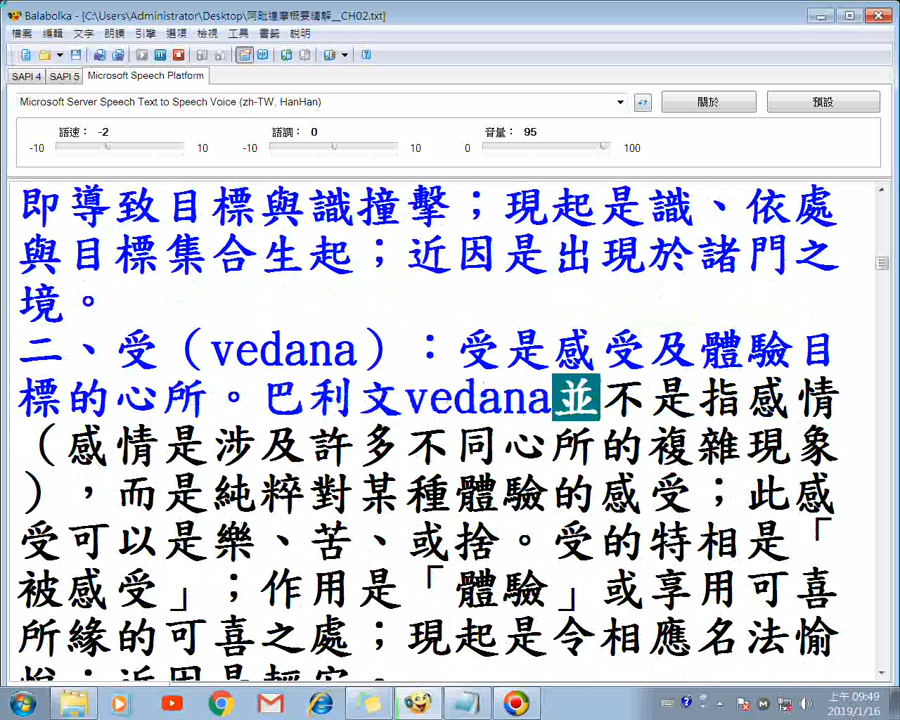 Balabolka - [C:\Users\Administrator\Desktop\阿毗達摩概要精解__CH02.txt]
檔案 編輯 文字 朗讀 引擎 選項 檢視 工具 書籤 說明
SAPI 4 SAPI 5 Microsoft Speech Platform
Microsoft Server Speech Text to Speech Voice (zh-TW, HanHan) 關於 預設
語速： -2 語調： 0 音量： 95
-10 10 -10 10 0 100
即導致目標與識撞擊；現起是識、依處
與目標集合生起；近因是出現於諸門之
境。
二、受（vedana）：受是感受及體驗目
標的心所。巴利文vedana並不是指感情
（感情是涉及許多不同心所的複雜現象
），而是純粹對某種體驗的感受；此感
受可以是樂、苦、或捨。受的特相是「
被感受」；作用是「體驗」或享用可喜
所緣的可喜之處；現起是令相應名法愉
悅；近因是輕安。
上午 09:49
2019/1/16